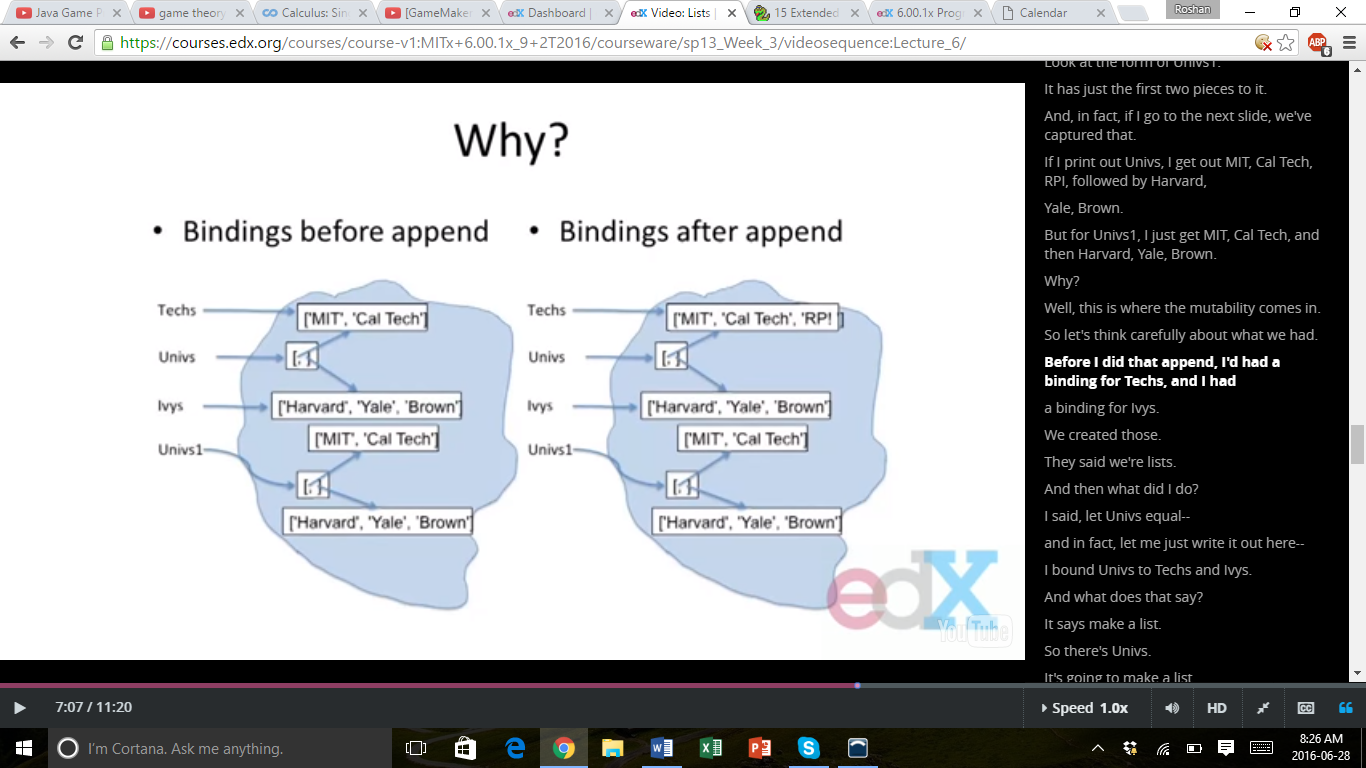 Java Game P
game theory
Calculus: Sin
[GameMaker
edX Dashboard |
edX Video: Lists |
15 Extended
edX 6.00.1x Prog
Calendar
Roshan
https://courses.edx.org/courses/course-v1:MITx+6.00.1x_9+2T2016/courseware/sp13_Week_3/videosequence:Lecture_6/
ABP
6
Why?
• Bindings before append
Techs
['MIT', 'Cal Tech']
Univs
[, ]
Ivys
['Harvard', 'Yale', 'Brown']
['MIT', 'Cal Tech']
Univs1
[, ]
['Harvard', 'Yale', 'Brown']
• Bindings after append
Techs
['MIT', 'Cal Tech', 'RPI ']
Univs
[, ]
Ivys
['Harvard', 'Yale', 'Brown']
['MIT', 'Cal Tech']
Univs1
[, ]
['Harvard', 'Yale', 'Brown']
edX
YouTube
Look at the form of Univs1.
It has just the first two pieces to it.
And, in fact, if I go to the next slide, we've
captured that.
If I print out Univs, I get out MIT, Cal Tech,
RPI, followed by Harvard,
Yale, Brown.
But for Univs1, I just get MIT, Cal Tech, and
then Harvard, Yale, Brown.
Why?
Well, this is where the mutability comes in.
So let's think carefully about what we had.
Before I did that append, I'd had a
binding for Techs, and I had
a binding for Ivys.
We created those.
They said we're lists.
And then what did I do?
I said, let Univs equal--
and in fact, let me just write it out here--
I bound Univs to Techs and Ivys.
And what does that say?
It says make a list.
So there's Univs.
It's going to make a list
7:07 / 11:20
Speed 1.0x
HD
CC
I'm Cortana. Ask me anything.
8:26 AM
2016-06-28